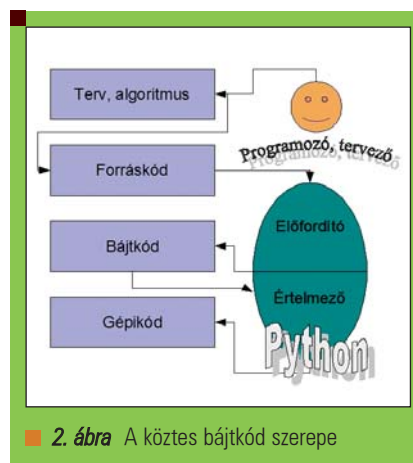 Terv, algoritmus
Programozó, tervező
Forráskód
Előfordító
Bájtkód
Értelmező
Gépikód
Python
2. ábra A köztes bájtkód szerepe